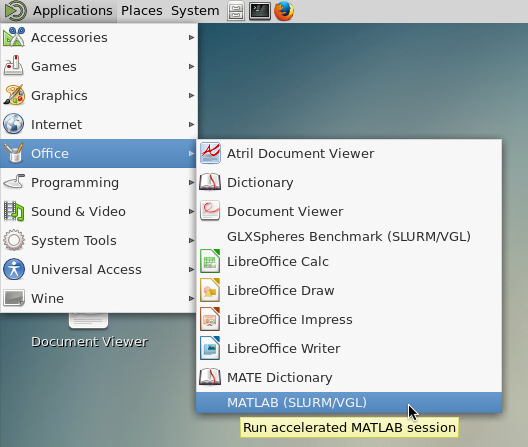 Applications Places System
Accessories
Games
Graphics
Internet
Office
Programming
Sound & Video
System Tools
Universal Access
Wine
Atril Document Viewer
Dictionary
Document Viewer
GLXSpheres Benchmark (SLURM/VGL)
LibreOffice Calc
LibreOffice Draw
LibreOffice Impress
LibreOffice Writer
MATE Dictionary
MATLAB (SLURM/VGL)
Run accelerated MATLAB session
Document Viewer